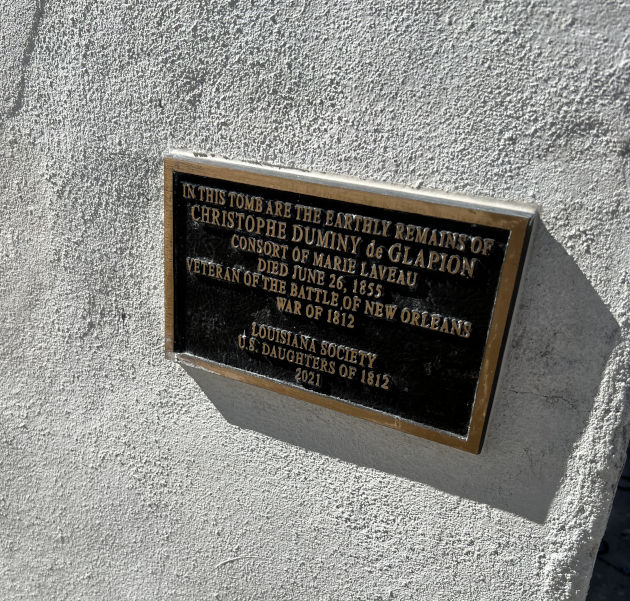 IN THIS TOMB ARE THE EARTHLY REMAINS OF
CHRISTOPHE DUMINY de GLAPION
CONSORT OF MARIE LAVEAU
DIED JUNE 26, 1855
VETERAN OF THE BATTLE OF NEW ORLEANS
WAR OF 1812
LOUISIANA SOCIETY
U.S. DAUGHTERS OF 1812
2021